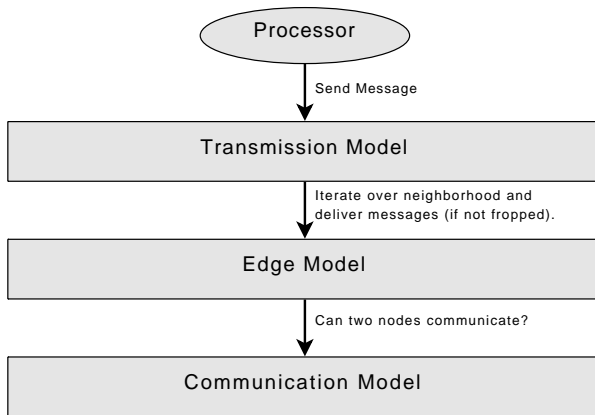 Processor
Send Message
Transmission Model
Iterate over neighborhood and
deliver messages (if not fropped).
Edge Model
Can two nodes communicate?
Communication Model